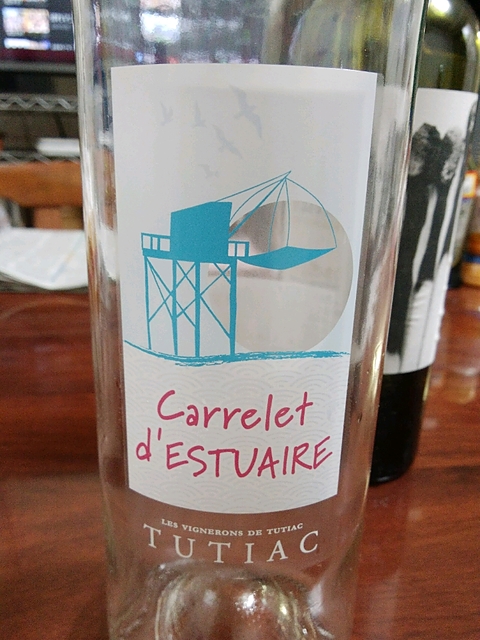 Carrelet
d'ESTUAIRE
LES VIGNERONS DE TUTIAC
TUTIAC